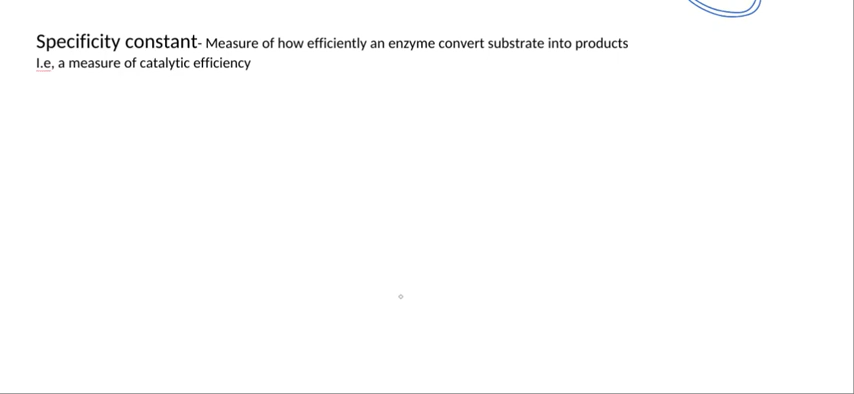 Specificity constant- Measure of how efficiently an enzyme convert substrate into products
I.e, a measure of catalytic efficiency